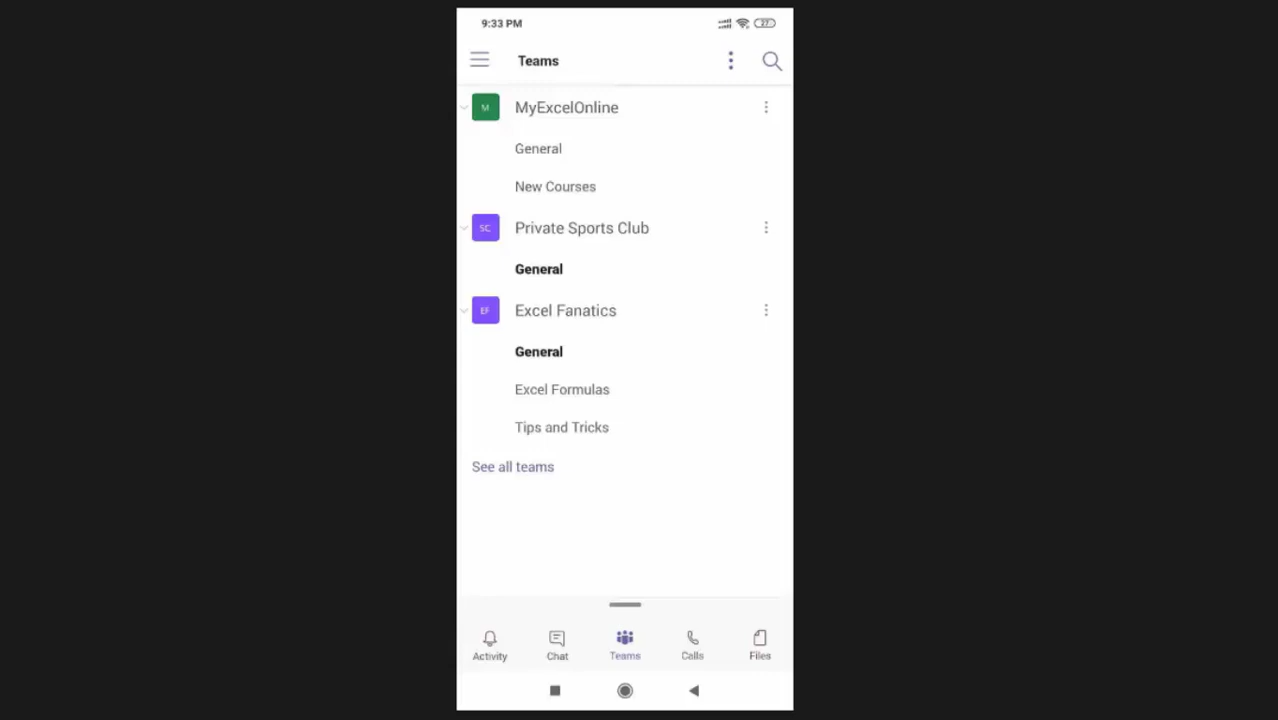 9:33 PM 27
Teams
M MyExcelOnline
General
New Courses
SC Private Sports Club
General
EF Excel Fanatics
General
Excel Formulas
Tips and Tricks
See all teams
Activity Chat Teams Calls Files